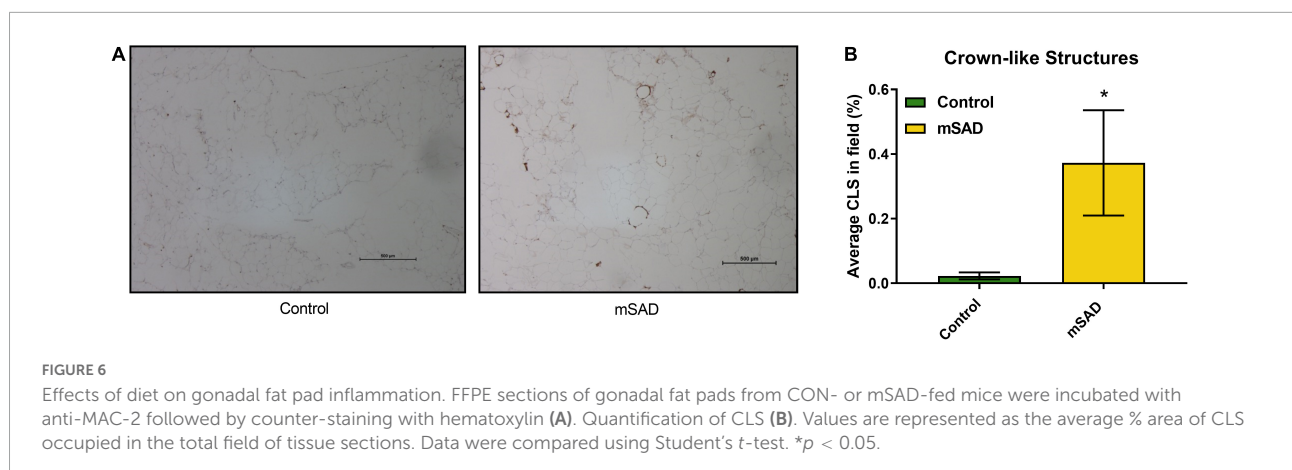 A
500 µm
Control
500 µm
mSAD
B
Crown-like Structures
Average CLS in field (%)
0.6
0.4
0.2
0.0
Control
mSAD
*
Control
mSAD
FIGURE 6
Effects of diet on gonadal fat pad inflammation. FFPE sections of gonadal fat pads from CON- or mSAD-fed mice were incubated with
anti-MAC-2 followed by counter-staining with hematoxylin (A). Quantification of CLS (B). Values are represented as the average % area of CLS
occupied in the total field of tissue sections. Data were compared using Student's t-test. *p < 0.05.